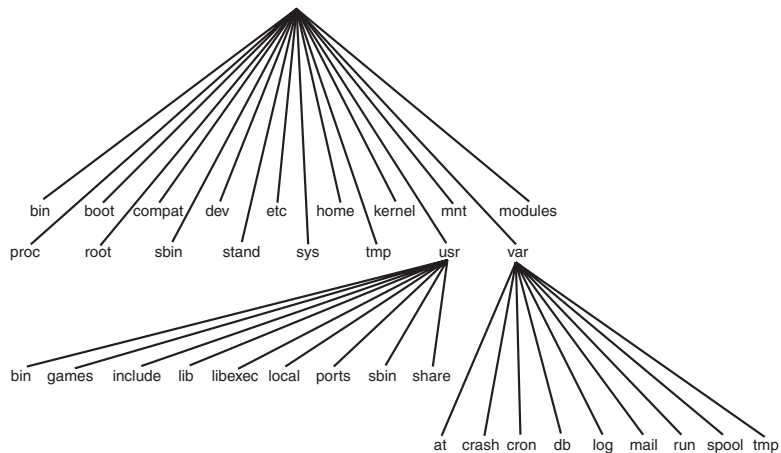 bin boot compat dev etc home kernel mnt modules
proc root sbin stand sys tmp usr var
bin games include lib libexec local ports sbin share
at crash cron db log mail run spool tmp